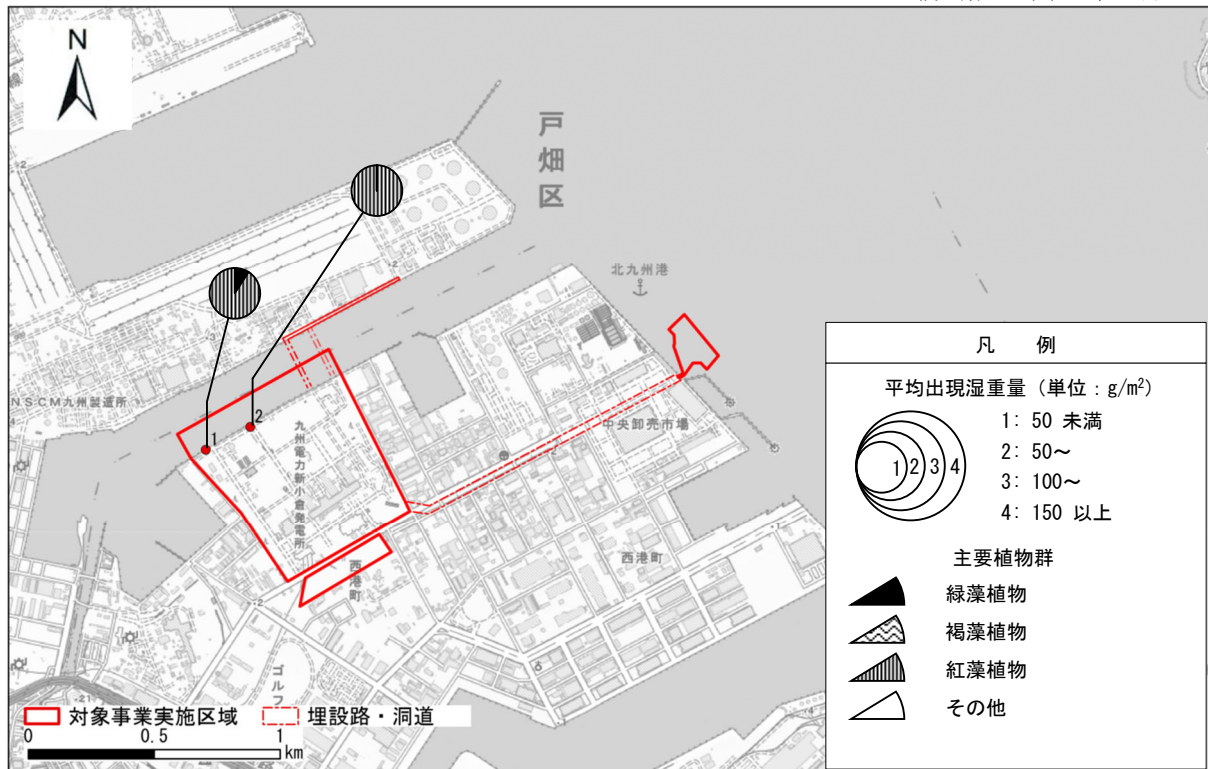 N
戸畑区
北九州港
NSCM九州製造所
1
2
九州電力新小倉発電所
中央卸売市場
西港町
西港町
ゴルフ
対象事業実施区域
埋設路・洞道
0 0.5 1
km
凡 例
平均出現湿重量 (単位:g/m²)
1 2 3 4
1: 50 未満
2: 50~
3: 100~
4: 150 以上
主要植物群
緑藻植物
褐藻植物
紅藻植物
その他